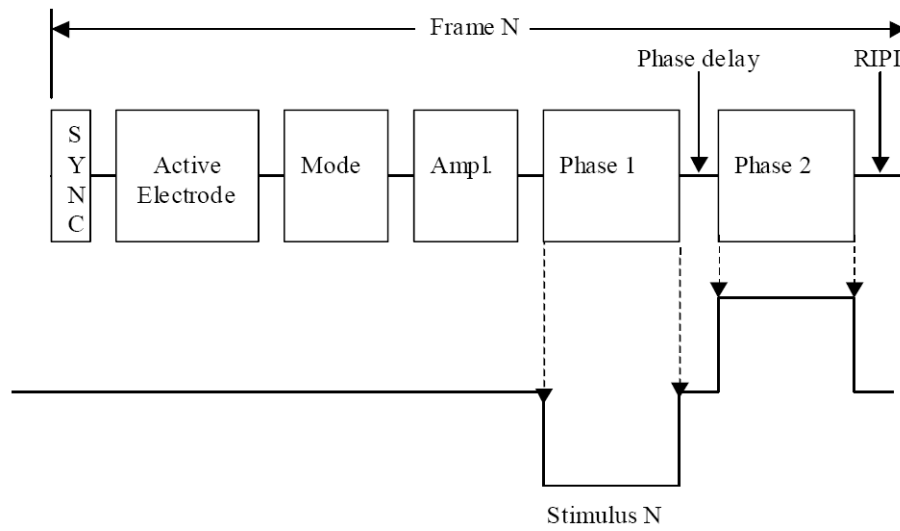 Frame N
Phase delay
RIPI
S
Y
N
C
Active
Electrode
Mode
Ampl.
Phase 1
Phase 2
Stimulus N